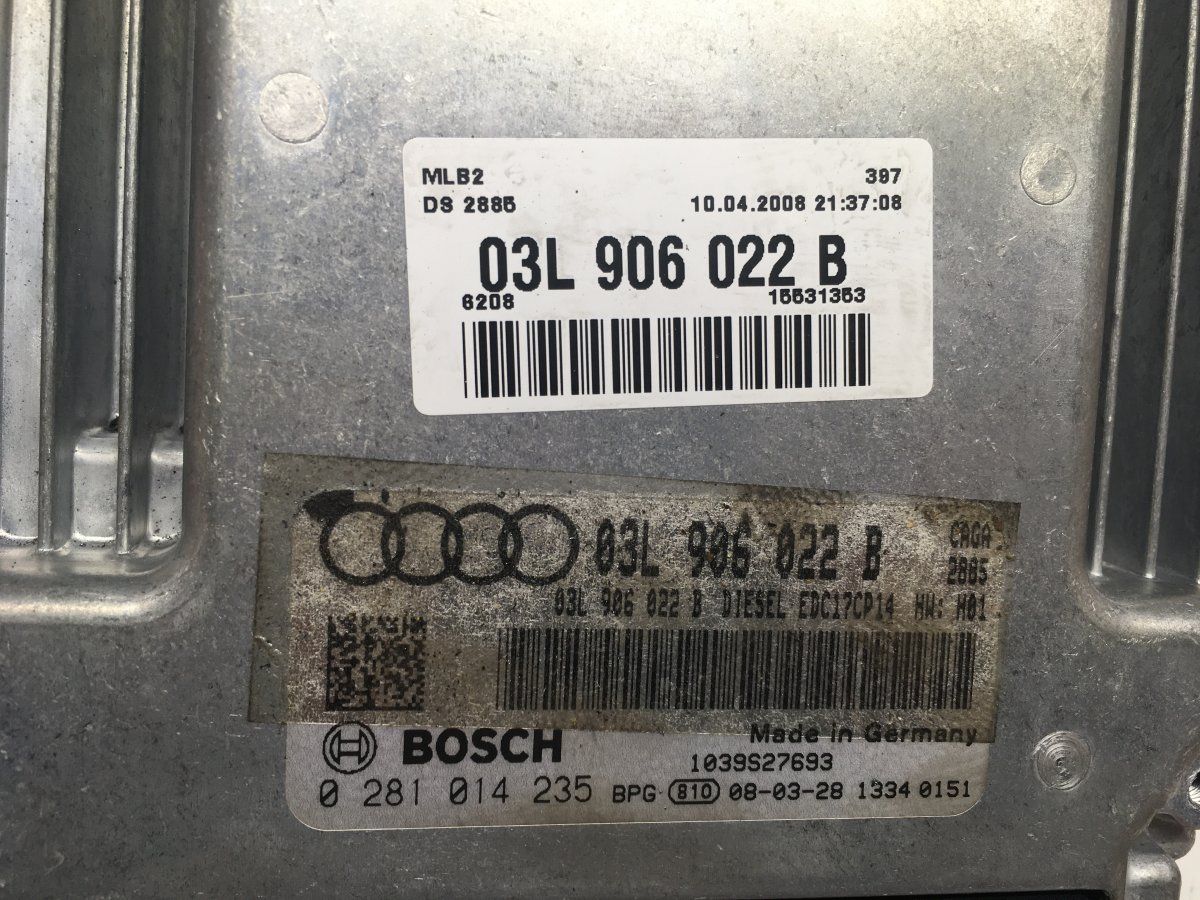 MLB2 397
DS 2885 10.04.2008 21:37:08
03L 906 022 B
6208 15531353
03L 906 022 B CAGA
2885
03L 906 022 B DIESEL EDC17CP14 HW: H01
BOSCH Made in Germany
1039S27693
0 281 014 235 BPG 810 08-03-28 1334 0151